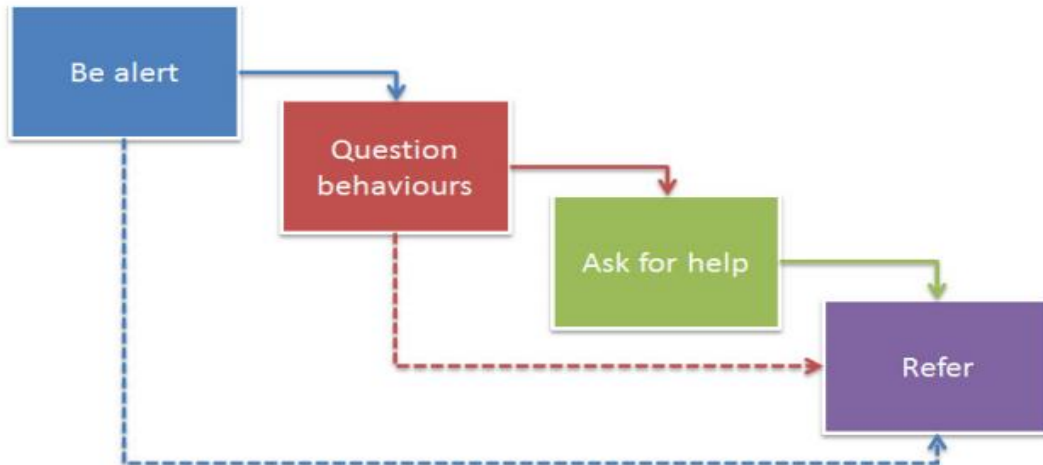 Be alert
Question
behaviours
Ask for help
Refer